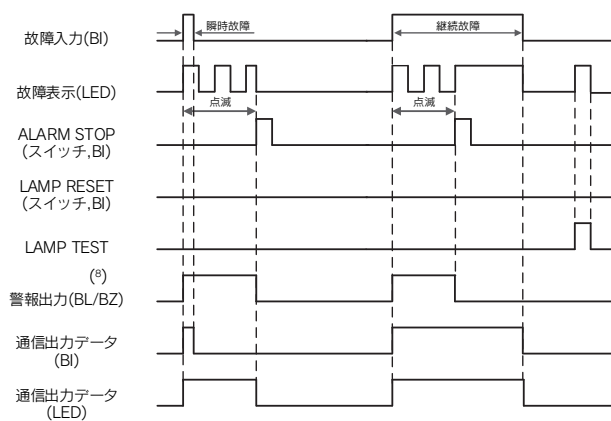 故障入力(BI)
瞬時故障
継続故障
故障表示(LED)
点滅
点滅
ALARM STOP
(スイッチ,BI)
LAMP RESET
(スイッチ,BI)
LAMP TEST
(8)
警報出力(BL/BZ)
通信出力データ
(BI)
通信出力データ
(LED)